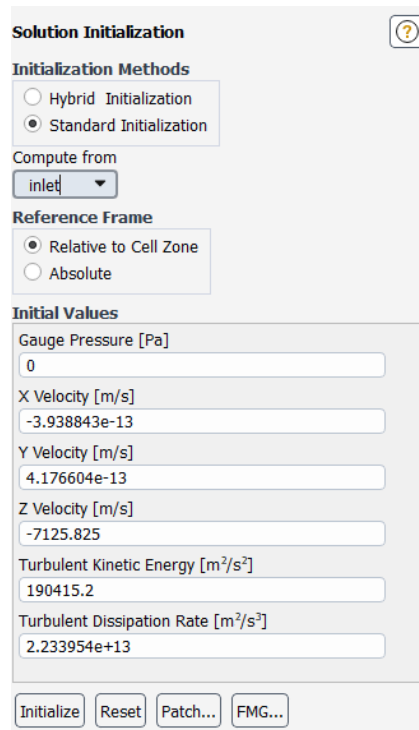 Solution Initialization
?
Initialization Methods
Hybrid Initialization
Standard Initialization
Compute from
inlet
Reference Frame
Relative to Cell Zone
Absolute
Initial Values
Gauge Pressure [Pa]
0
X Velocity [m/s]
-3.938843e-13
Y Velocity [m/s]
4.176604e-13
Z Velocity [m/s]
-7125.825
Turbulent Kinetic Energy [m²/s²]
190415.2
Turbulent Dissipation Rate [m²/s³]
2.233954e+13
Initialize Reset Patch... FMG...